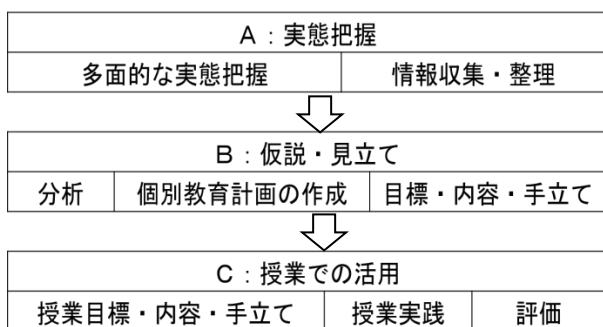 A：実態把握
多面的な実態把握 情報収集・整理
B：仮説・見立て
分析 個別教育計画の作成 目標・内容・手立て
C：授業での活用
授業目標・内容・手立て 授業実践 評価